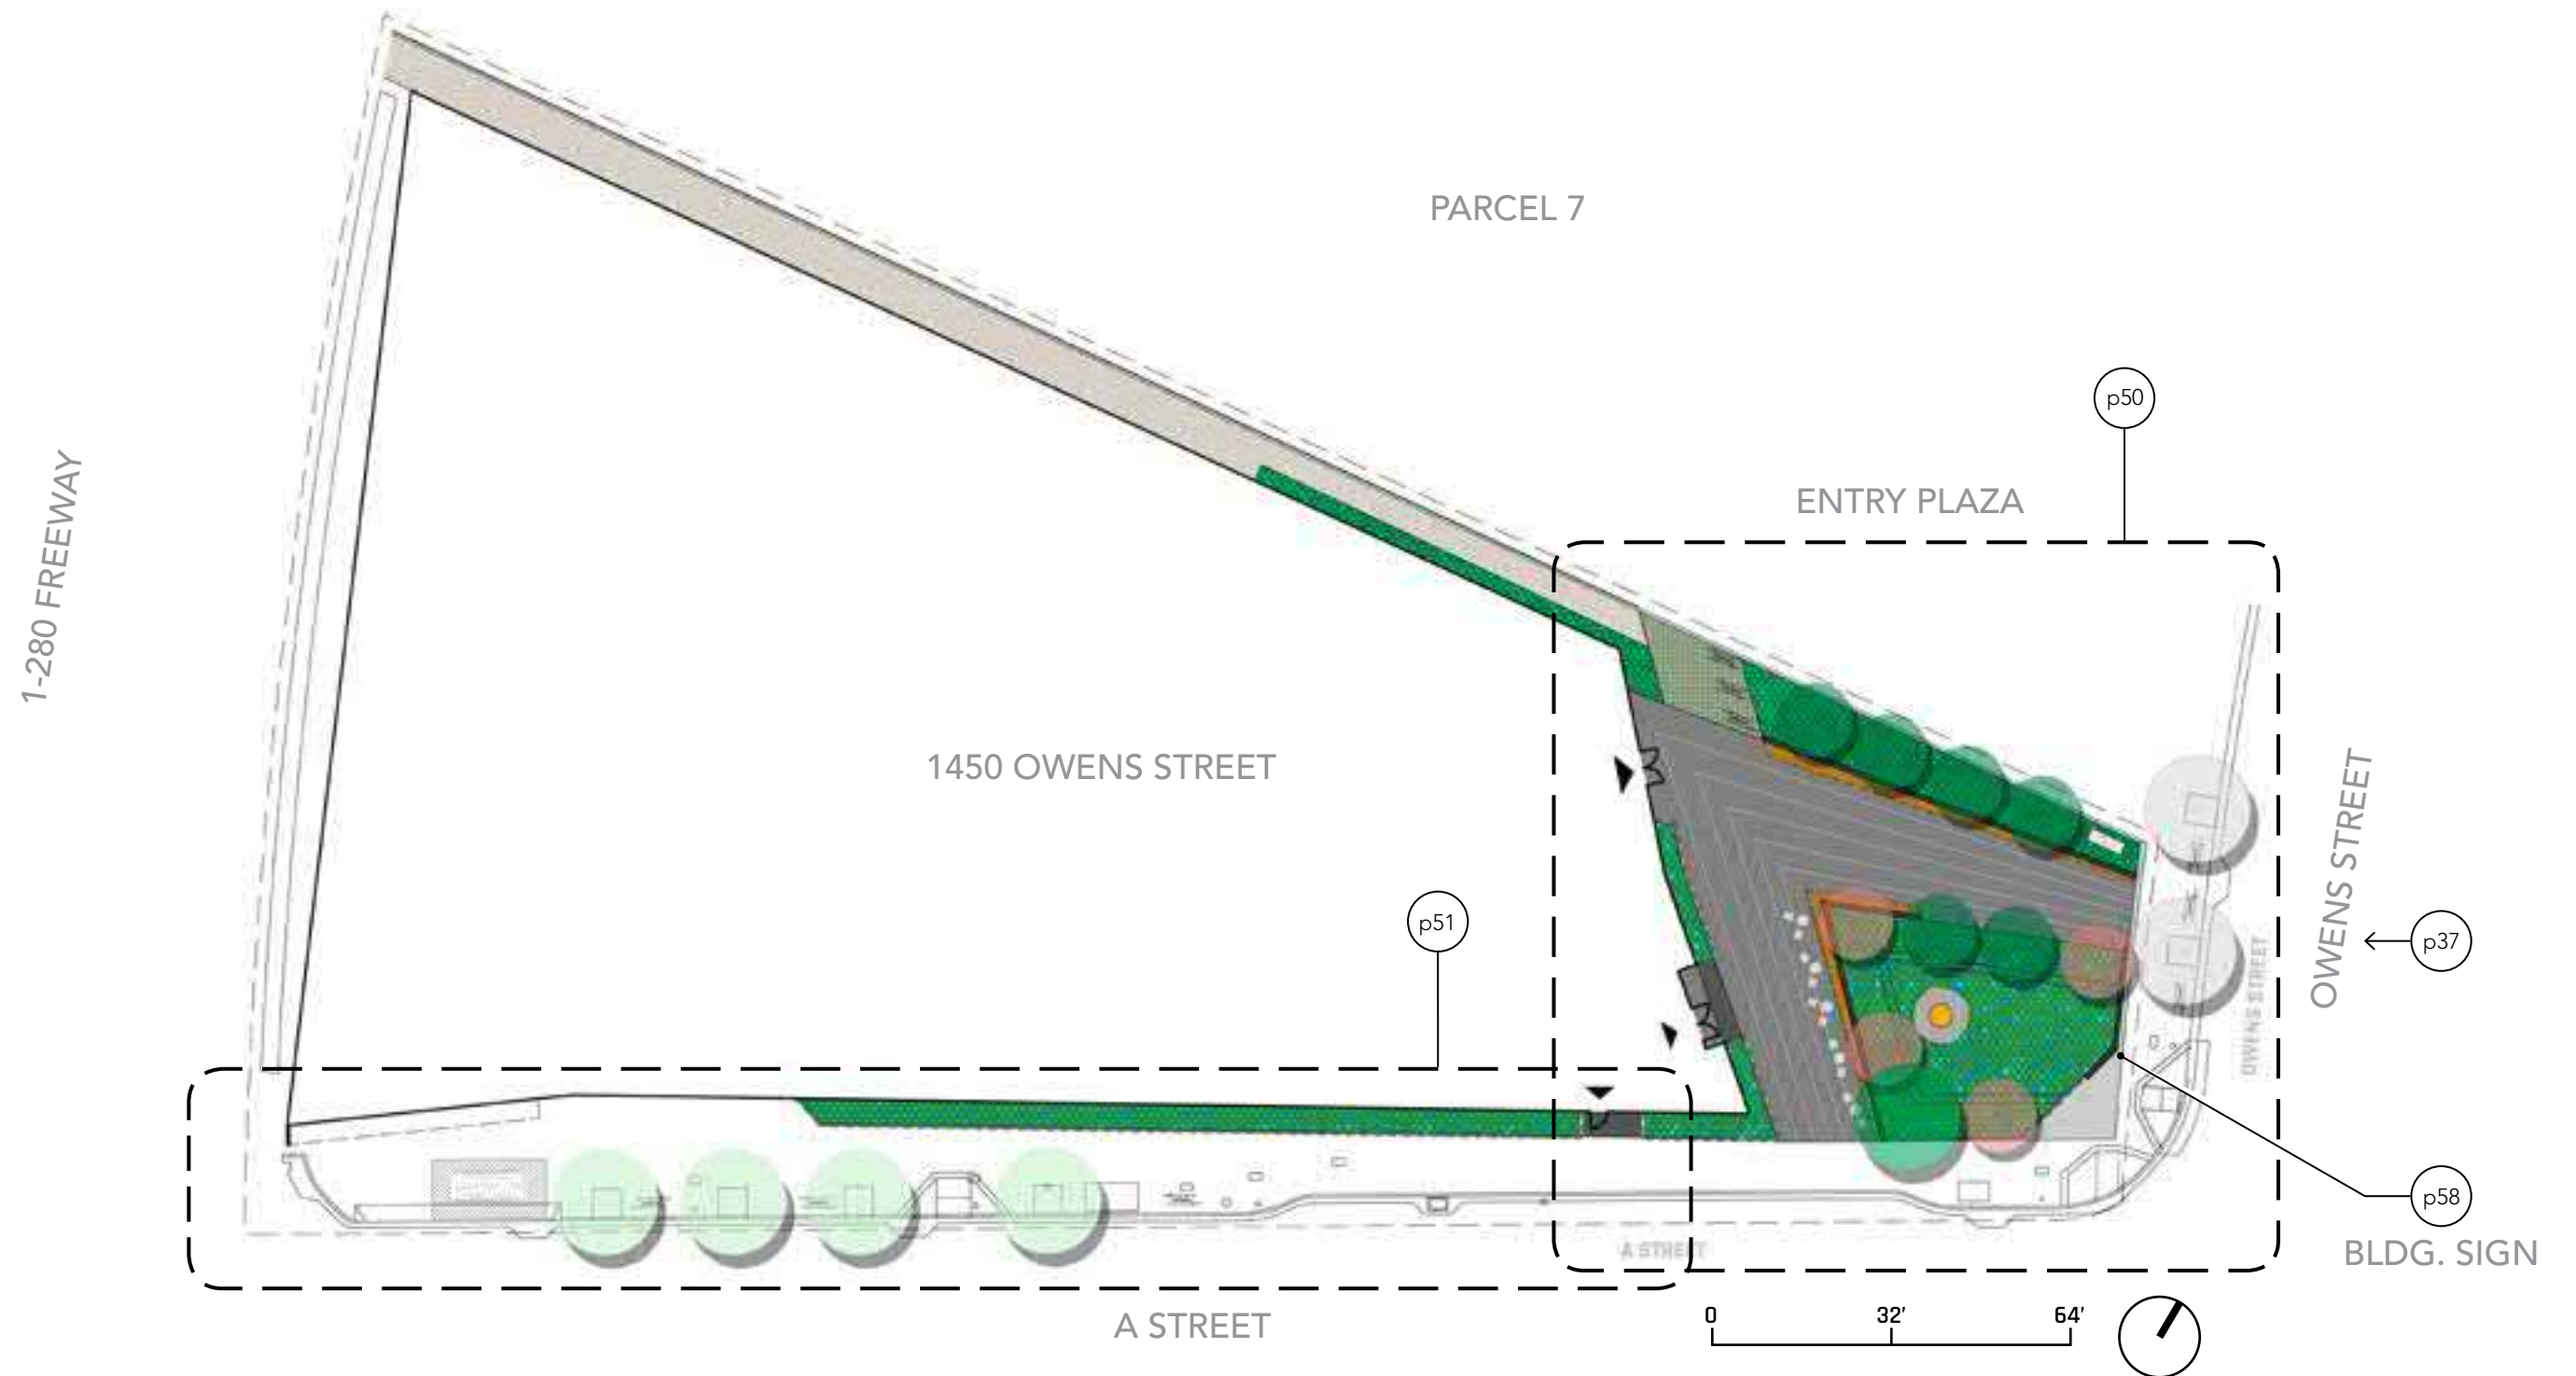 PARCEL 7
p50
ENTRY PLAZA
1-280 FREEWAY
1450 OWENS STREET
OWENS STREET
p51
p37
OWENS STREET
p58
BLDG. SIGN
A STREET
A STREET
0 32' 64'